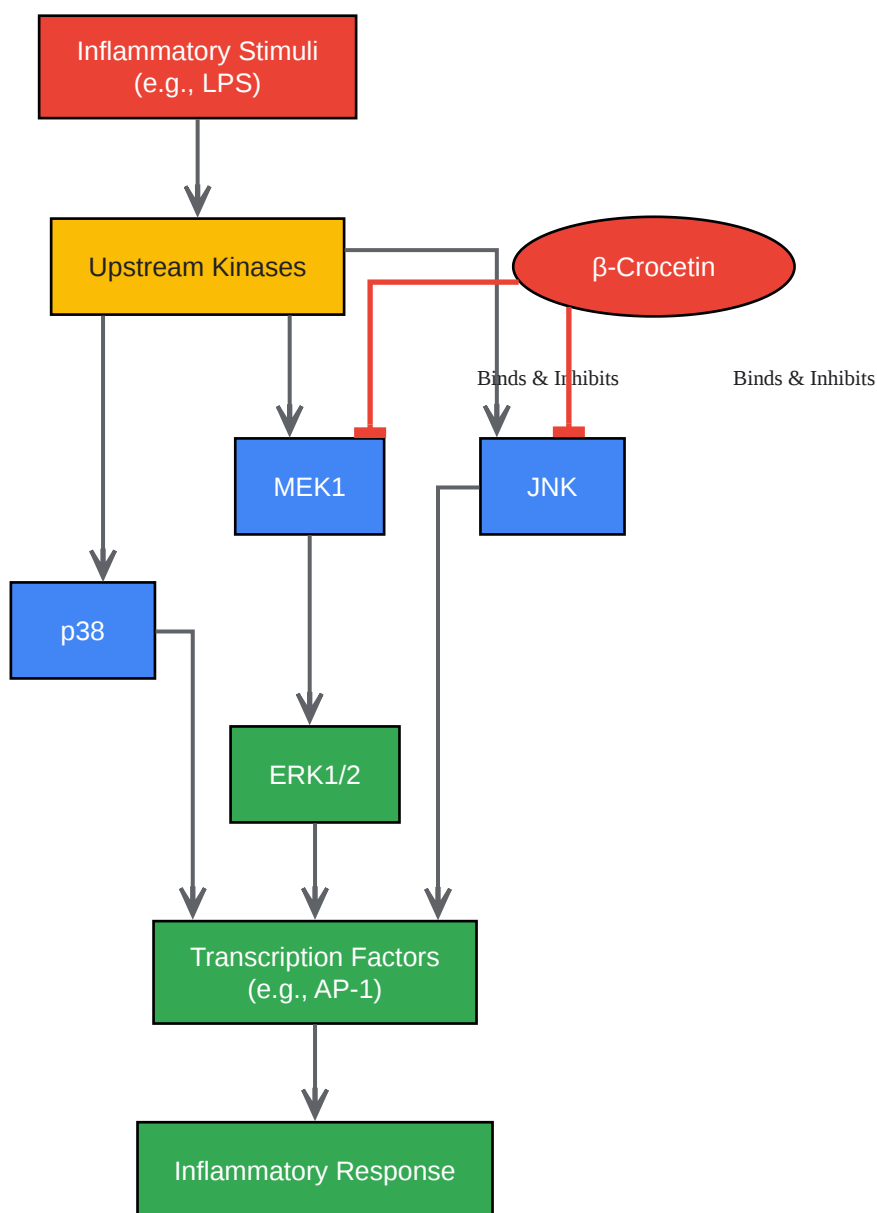 Inflammatory Stimuli
(e.g., LPS)
Upstream Kinases
β-Crocetin
Binds & Inhibits
Binds & Inhibits
MEK1
JNK
p38
ERK1/2
Transcription Factors
(e.g., AP-1)
Inflammatory Response